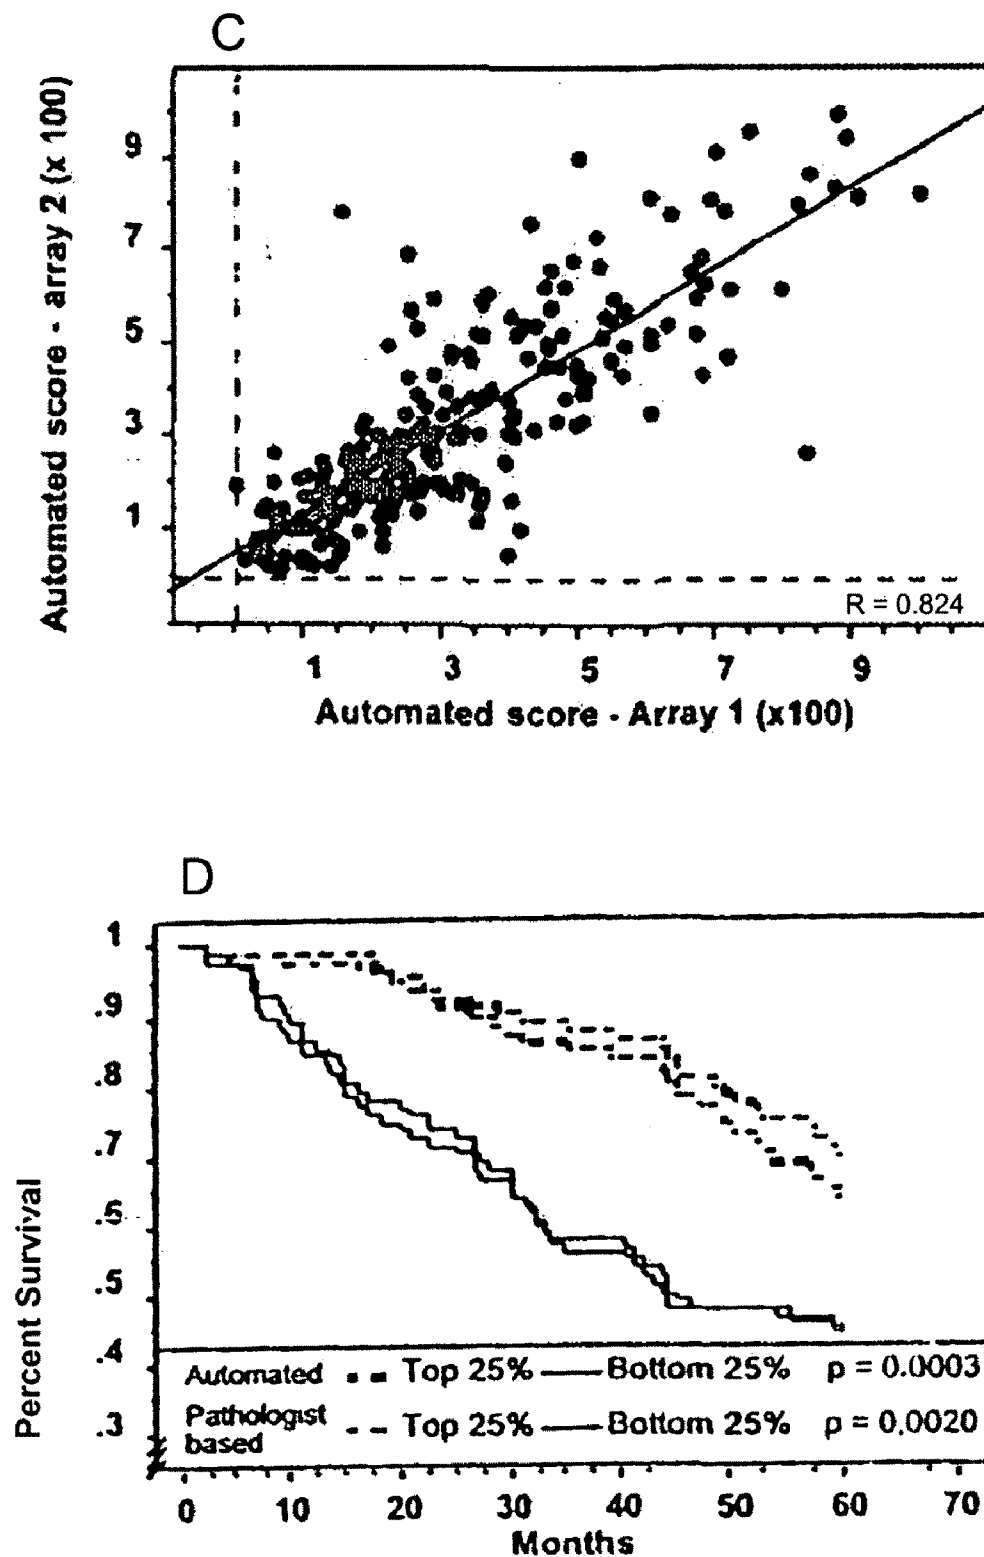 C
Automated score - array 2 (x 100)
9
7
5
3
1
R = 0.824
1 3 5 7 9
Automated score - Array 1 (x100)
D
Percent Survival
1
.9
.8
.7
.5
.5
.4
.3
Automated Top 25% Bottom 25% p = 0.0003
Pathologist
based Top 25% Bottom 25% p = 0.0020
0 10 20 30 40 50 60 70
Months